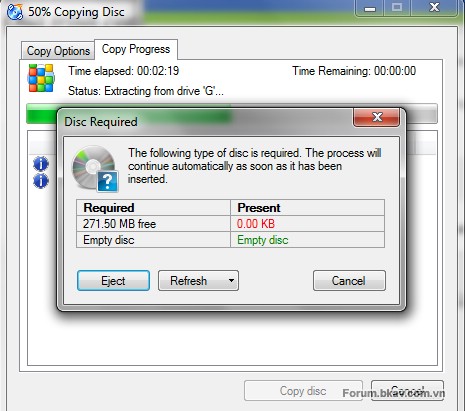 50% Copying Disc
Copy Options
Copy Progress
Time elapsed: 00:02:19
Time Remaining: 00:00:00
Status: Extracting from drive 'G'...
Disc Required
The following type of disc is required. The process will
continue automatically as soon as it has been
inserted.
Required
Present
271.50 MB free
0.00 KB
Empty disc
Empty disc
Eject
Refresh
Cancel
Copy disc
Cancel
Forum.bkav.com.vn